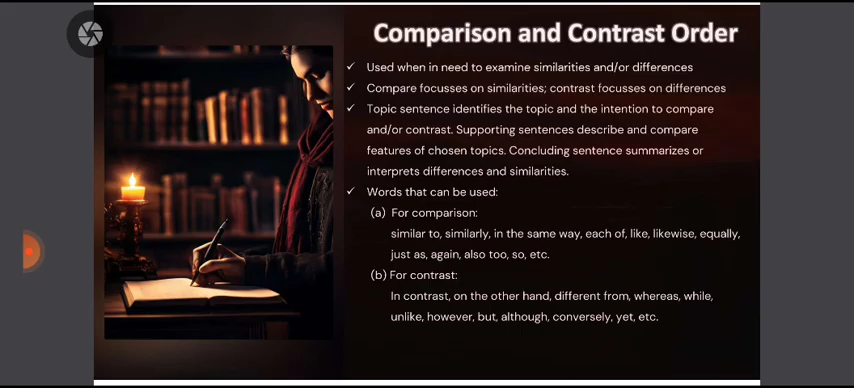 Comparison and Contrast Order
✓ Used when in need to examine similarities and/or differences
✓ Compare focusses on similarities; contrast focusses on differences
✓ Topic sentence identifies the topic and the intention to compare
and/or contrast. Supporting sentences describe and compare
features of chosen topics. Concluding sentence summarizes or
interprets differences and similarities.
✓ Words that can be used:
(a) For comparison:
similar to, similarly, in the same way, each of, like, likewise, equally,
just as, again, also too, so, etc.
(b) For contrast:
In contrast, on the other hand, different from, whereas, while,
unlike, however, but, although, conversely, yet, etc.